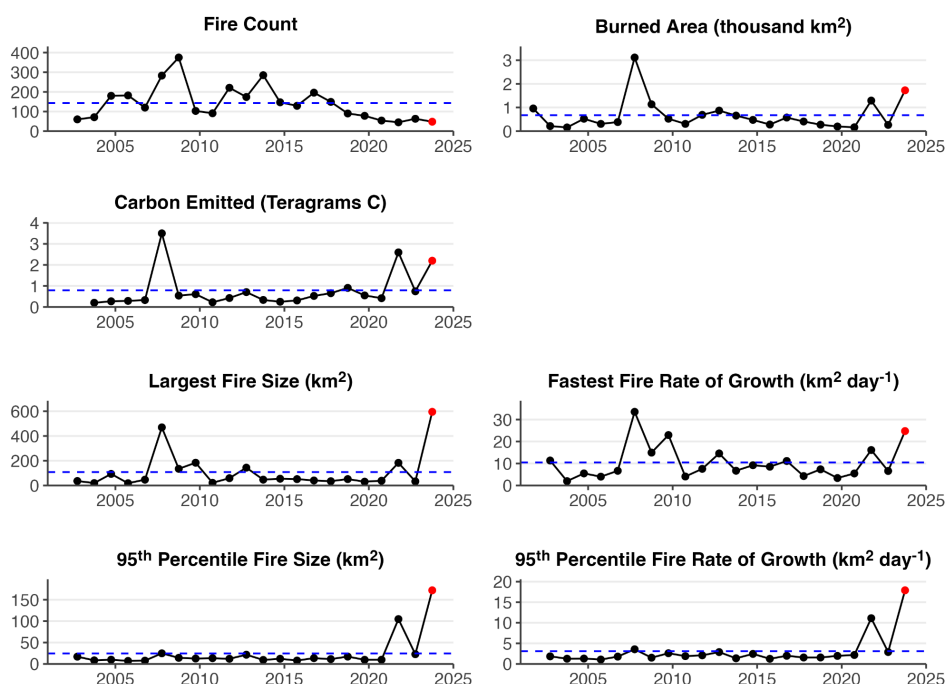 Fire Count
400
300
200
100
0
2005 2010 2015 2020 2025
Burned Area (thousand km²)
3
2
1
0
2005 2010 2015 2020 2025
Carbon Emitted (Teragrams C)
4
3
2
1
0
2005 2010 2015 2020 2025
Largest Fire Size (km²)
600
400
200
0
2005 2010 2015 2020 2025
Fastest Fire Rate of Growth (km² day⁻¹)
30
20
10
0
2005 2010 2015 2020 2025
95ᵗʰ Percentile Fire Size (km²)
150
100
50
0
2005 2010 2015 2020 2025
95ᵗʰ Percentile Fire Rate of Growth (km² day⁻¹)
20
15
10
5
0
2005 2010 2015 2020 2025